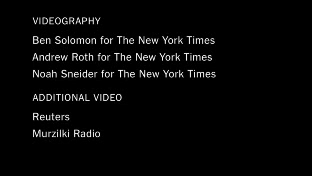 VIDEOGRAPHY
Ben Solomon for The New York Times
Andrew Roth for The New York Times
Noah Sneider for The New York Times
ADDITIONAL VIDEO
Reuters
Murzilki Radio